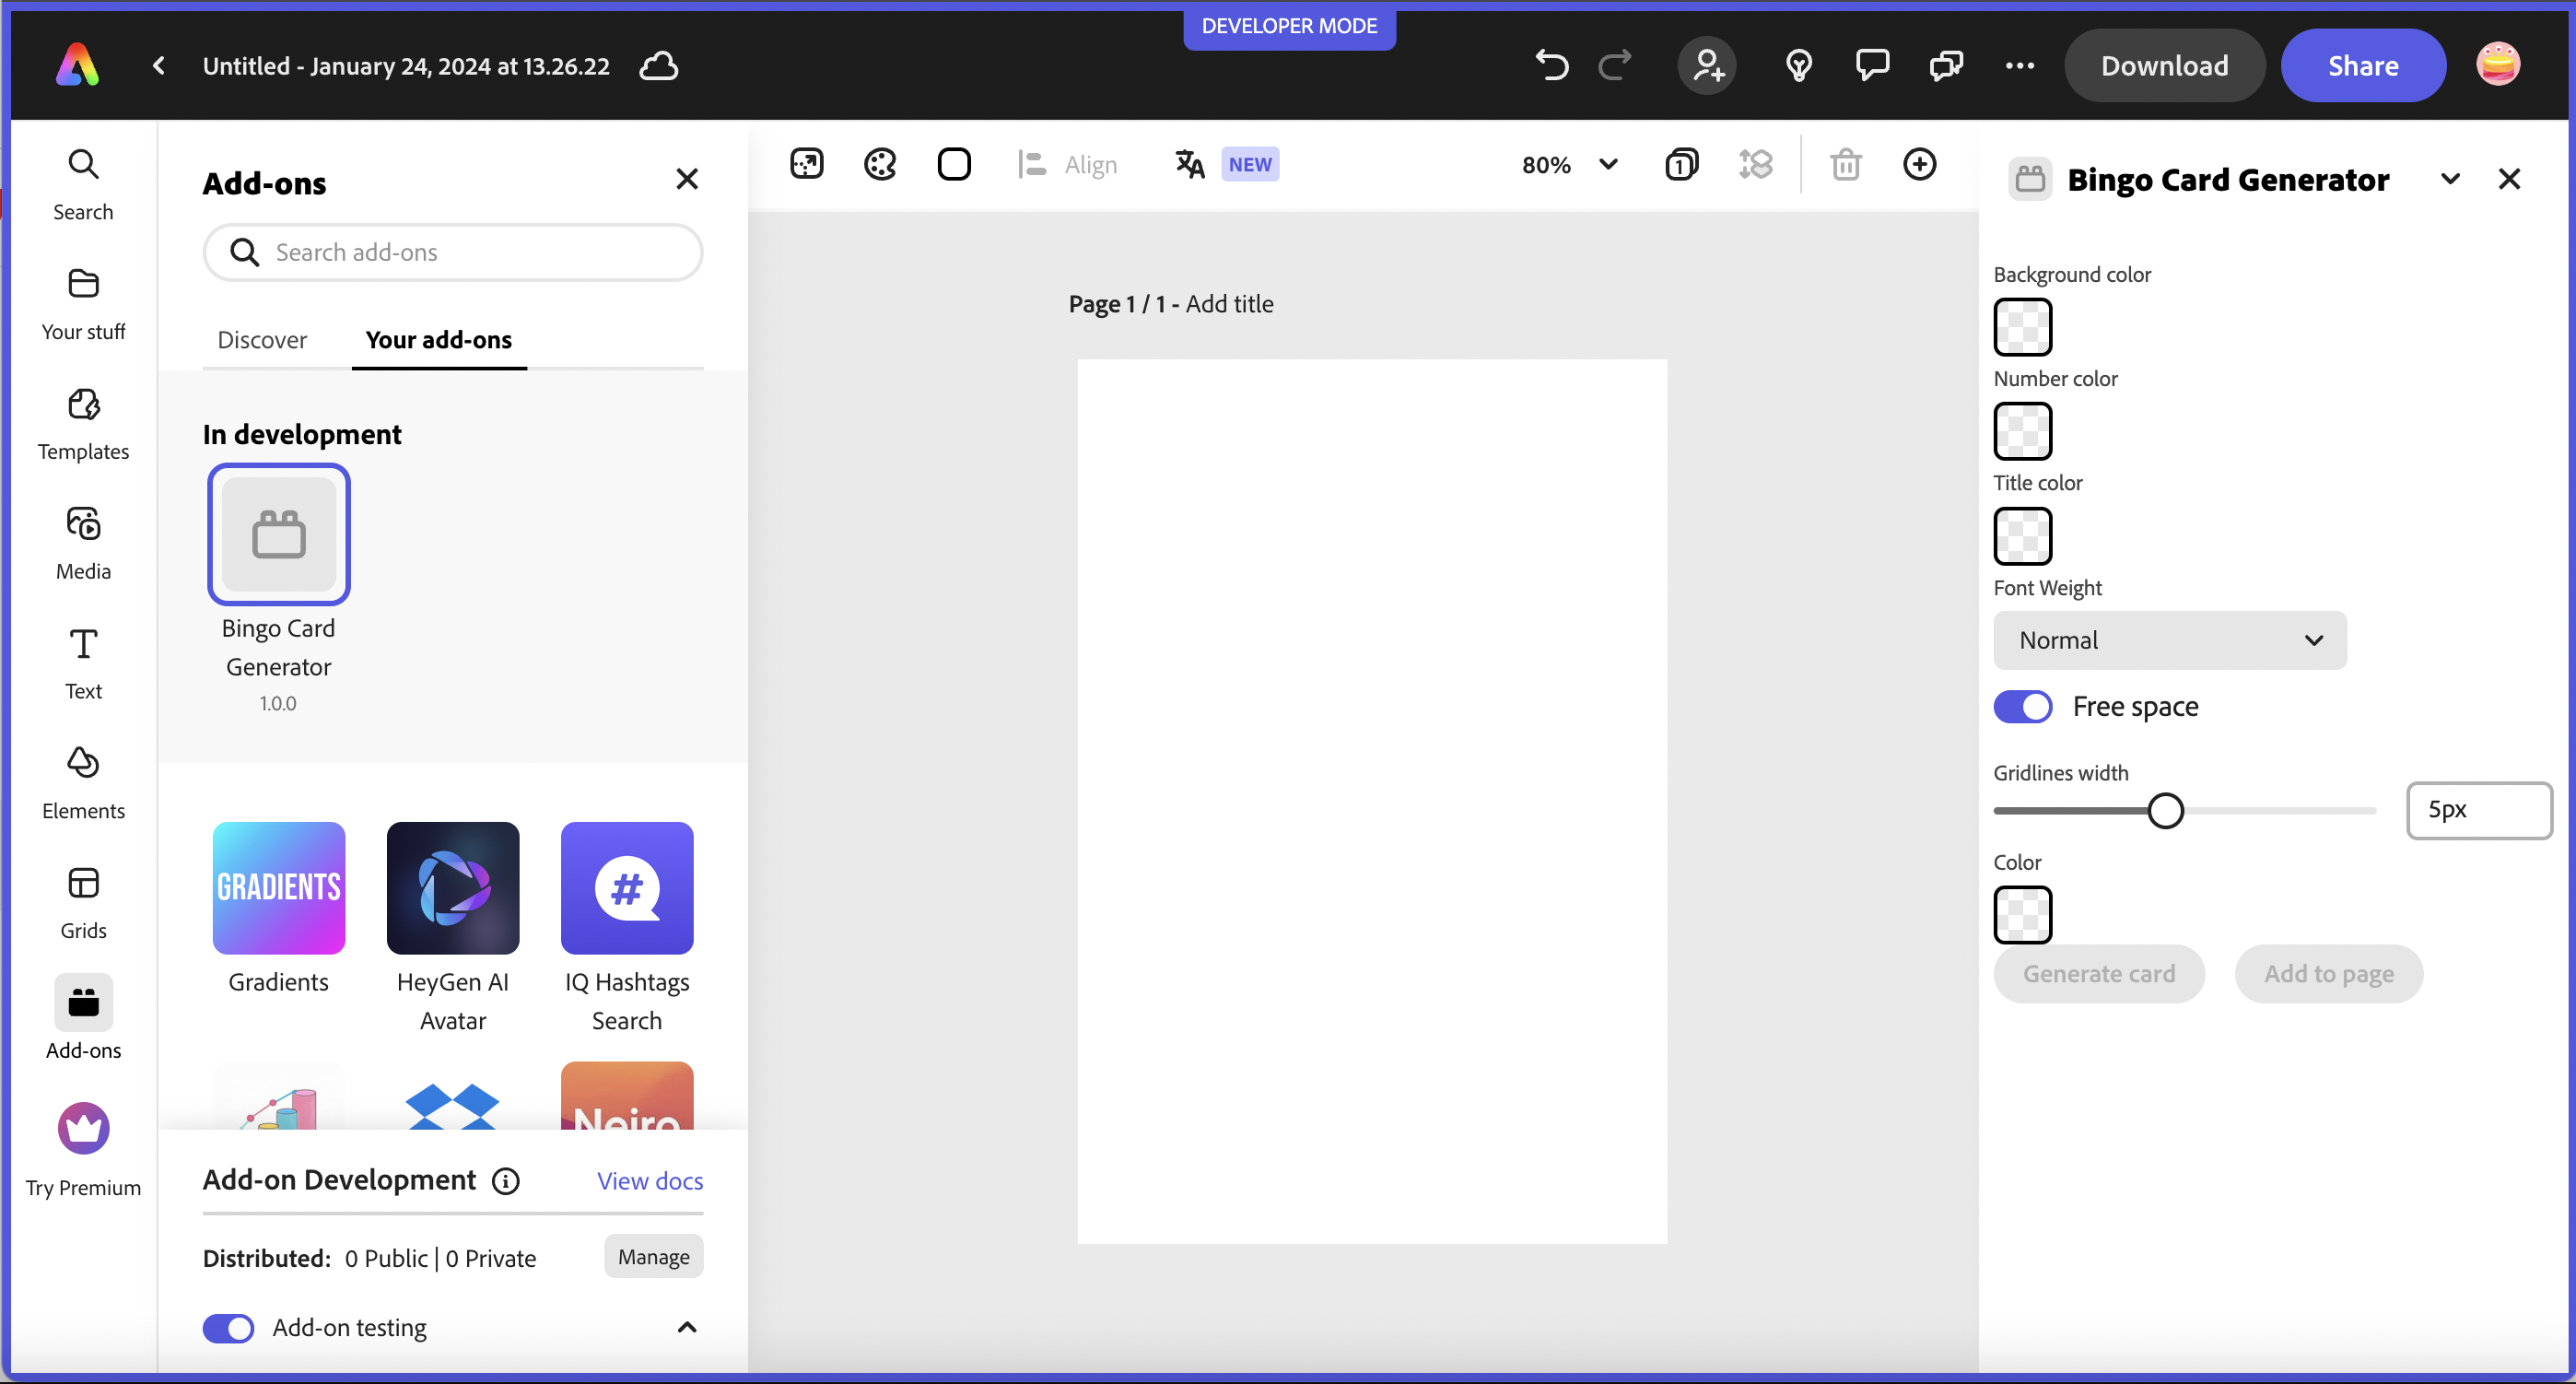 DEVELOPER MODE
Untitled - January 24, 2024 at 13.26.22
Download
Share
Search
Your stuff
Templates
Media
Text
Elements
Grids
Add-ons
Try Premium
Add-ons
Search add-ons
Discover
Your add-ons
In development
Bingo Card
Generator
1.0.0
GRADIENTS
#
Gradients
HeyGen AI
Avatar
IQ Hashtags
Search
Neiro
Add-on Development
View docs
Distributed: 0 Public | 0 Private
Manage
Add-on testing
Align
NEW
80%
1
Page 1 / 1 - Add title
Bingo Card Generator
Background color
Number color
Title color
Font Weight
Normal
Free space
Gridlines width
5px
Color
Generate card
Add to page